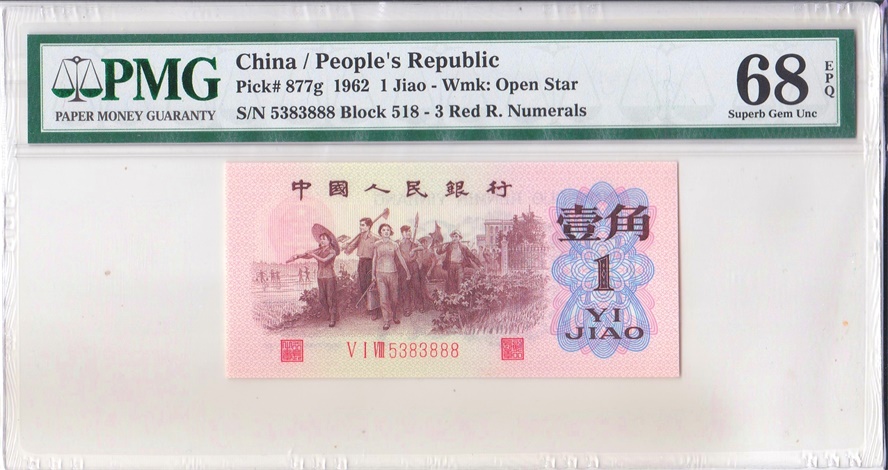 PMG
PAPER MONEY GUARANTY
China / People's Republic
Pick# 877g 1962 1 Jiao - Wmk: Open Star
S/N 5383888 Block 518 - 3 Red R. Numerals
68 EPQ
Superb Gem Unc
中國人民銀行
壹角
1
YI
JIAO
V I VIII 5383888